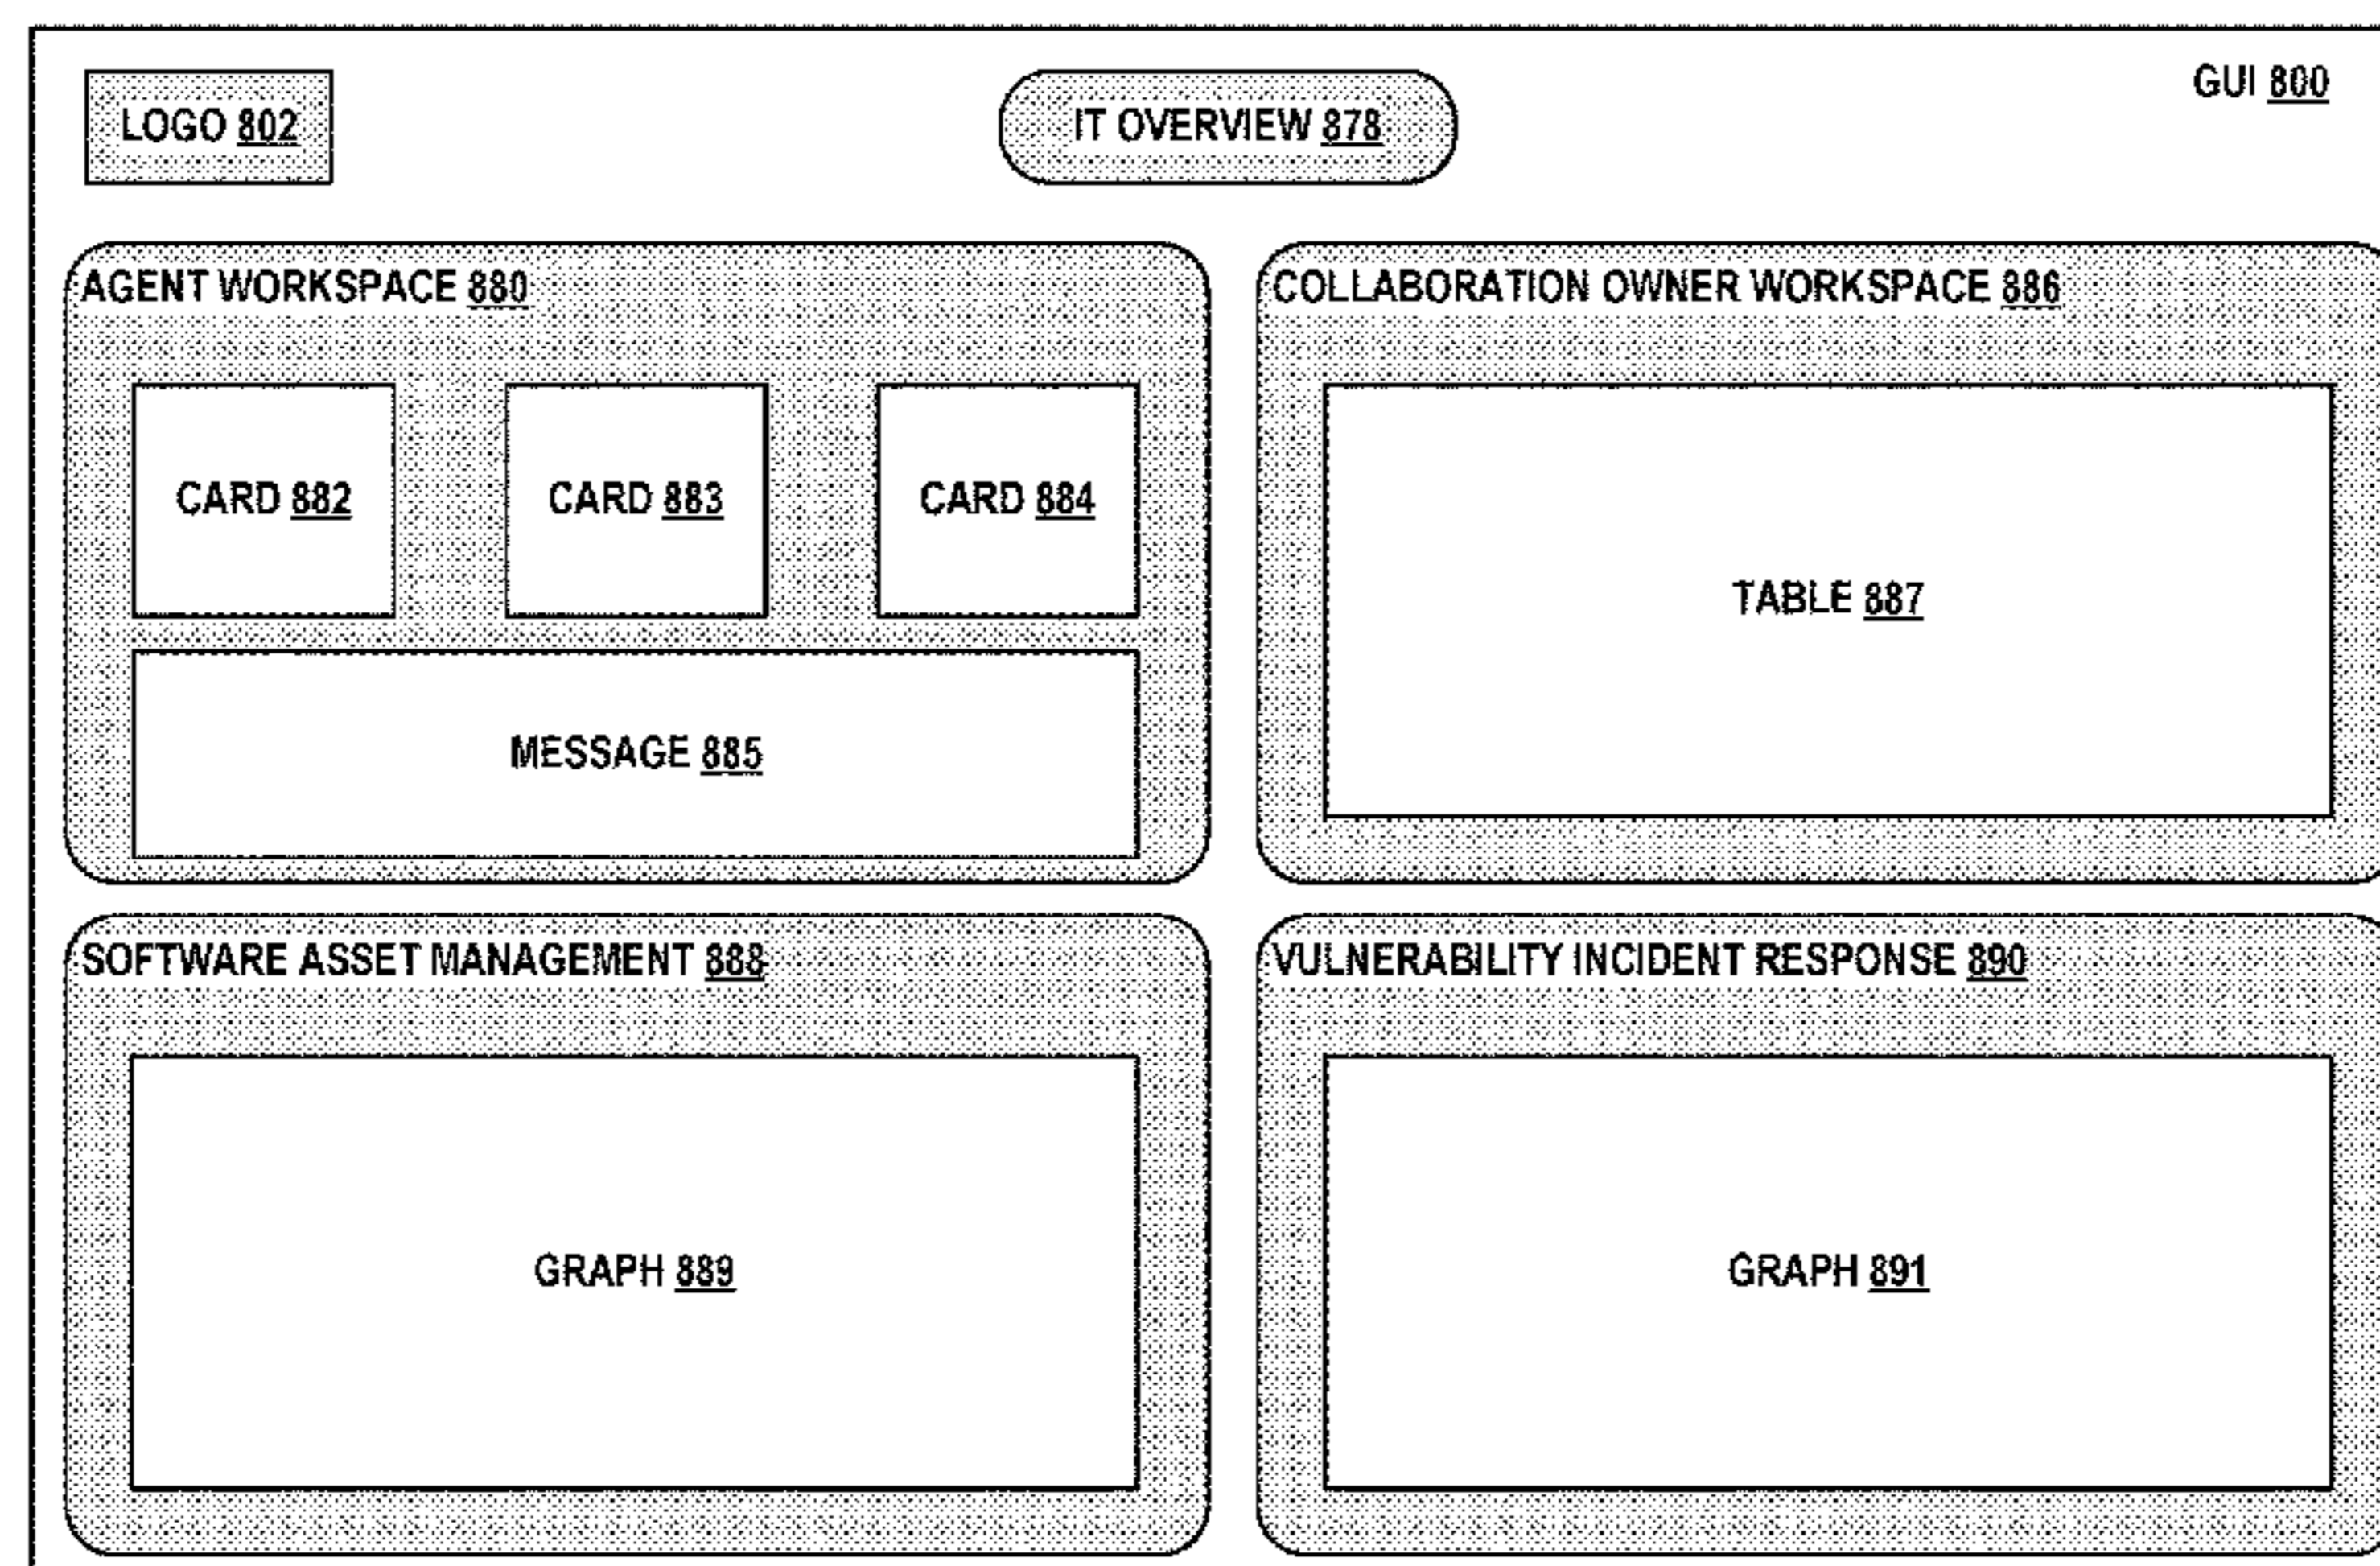 GUI 800
LOGO 802
IT OVERVIEW 878
AGENT WORKSPACE 880
CARD 882
CARD 883
CARD 884
MESSAGE 885
COLLABORATION OWNER WORKSPACE 886
TABLE 887
SOFTWARE ASSET MANAGEMENT 888
GRAPH 889
VULNERABILITY INCIDENT RESPONSE 890
GRAPH 891